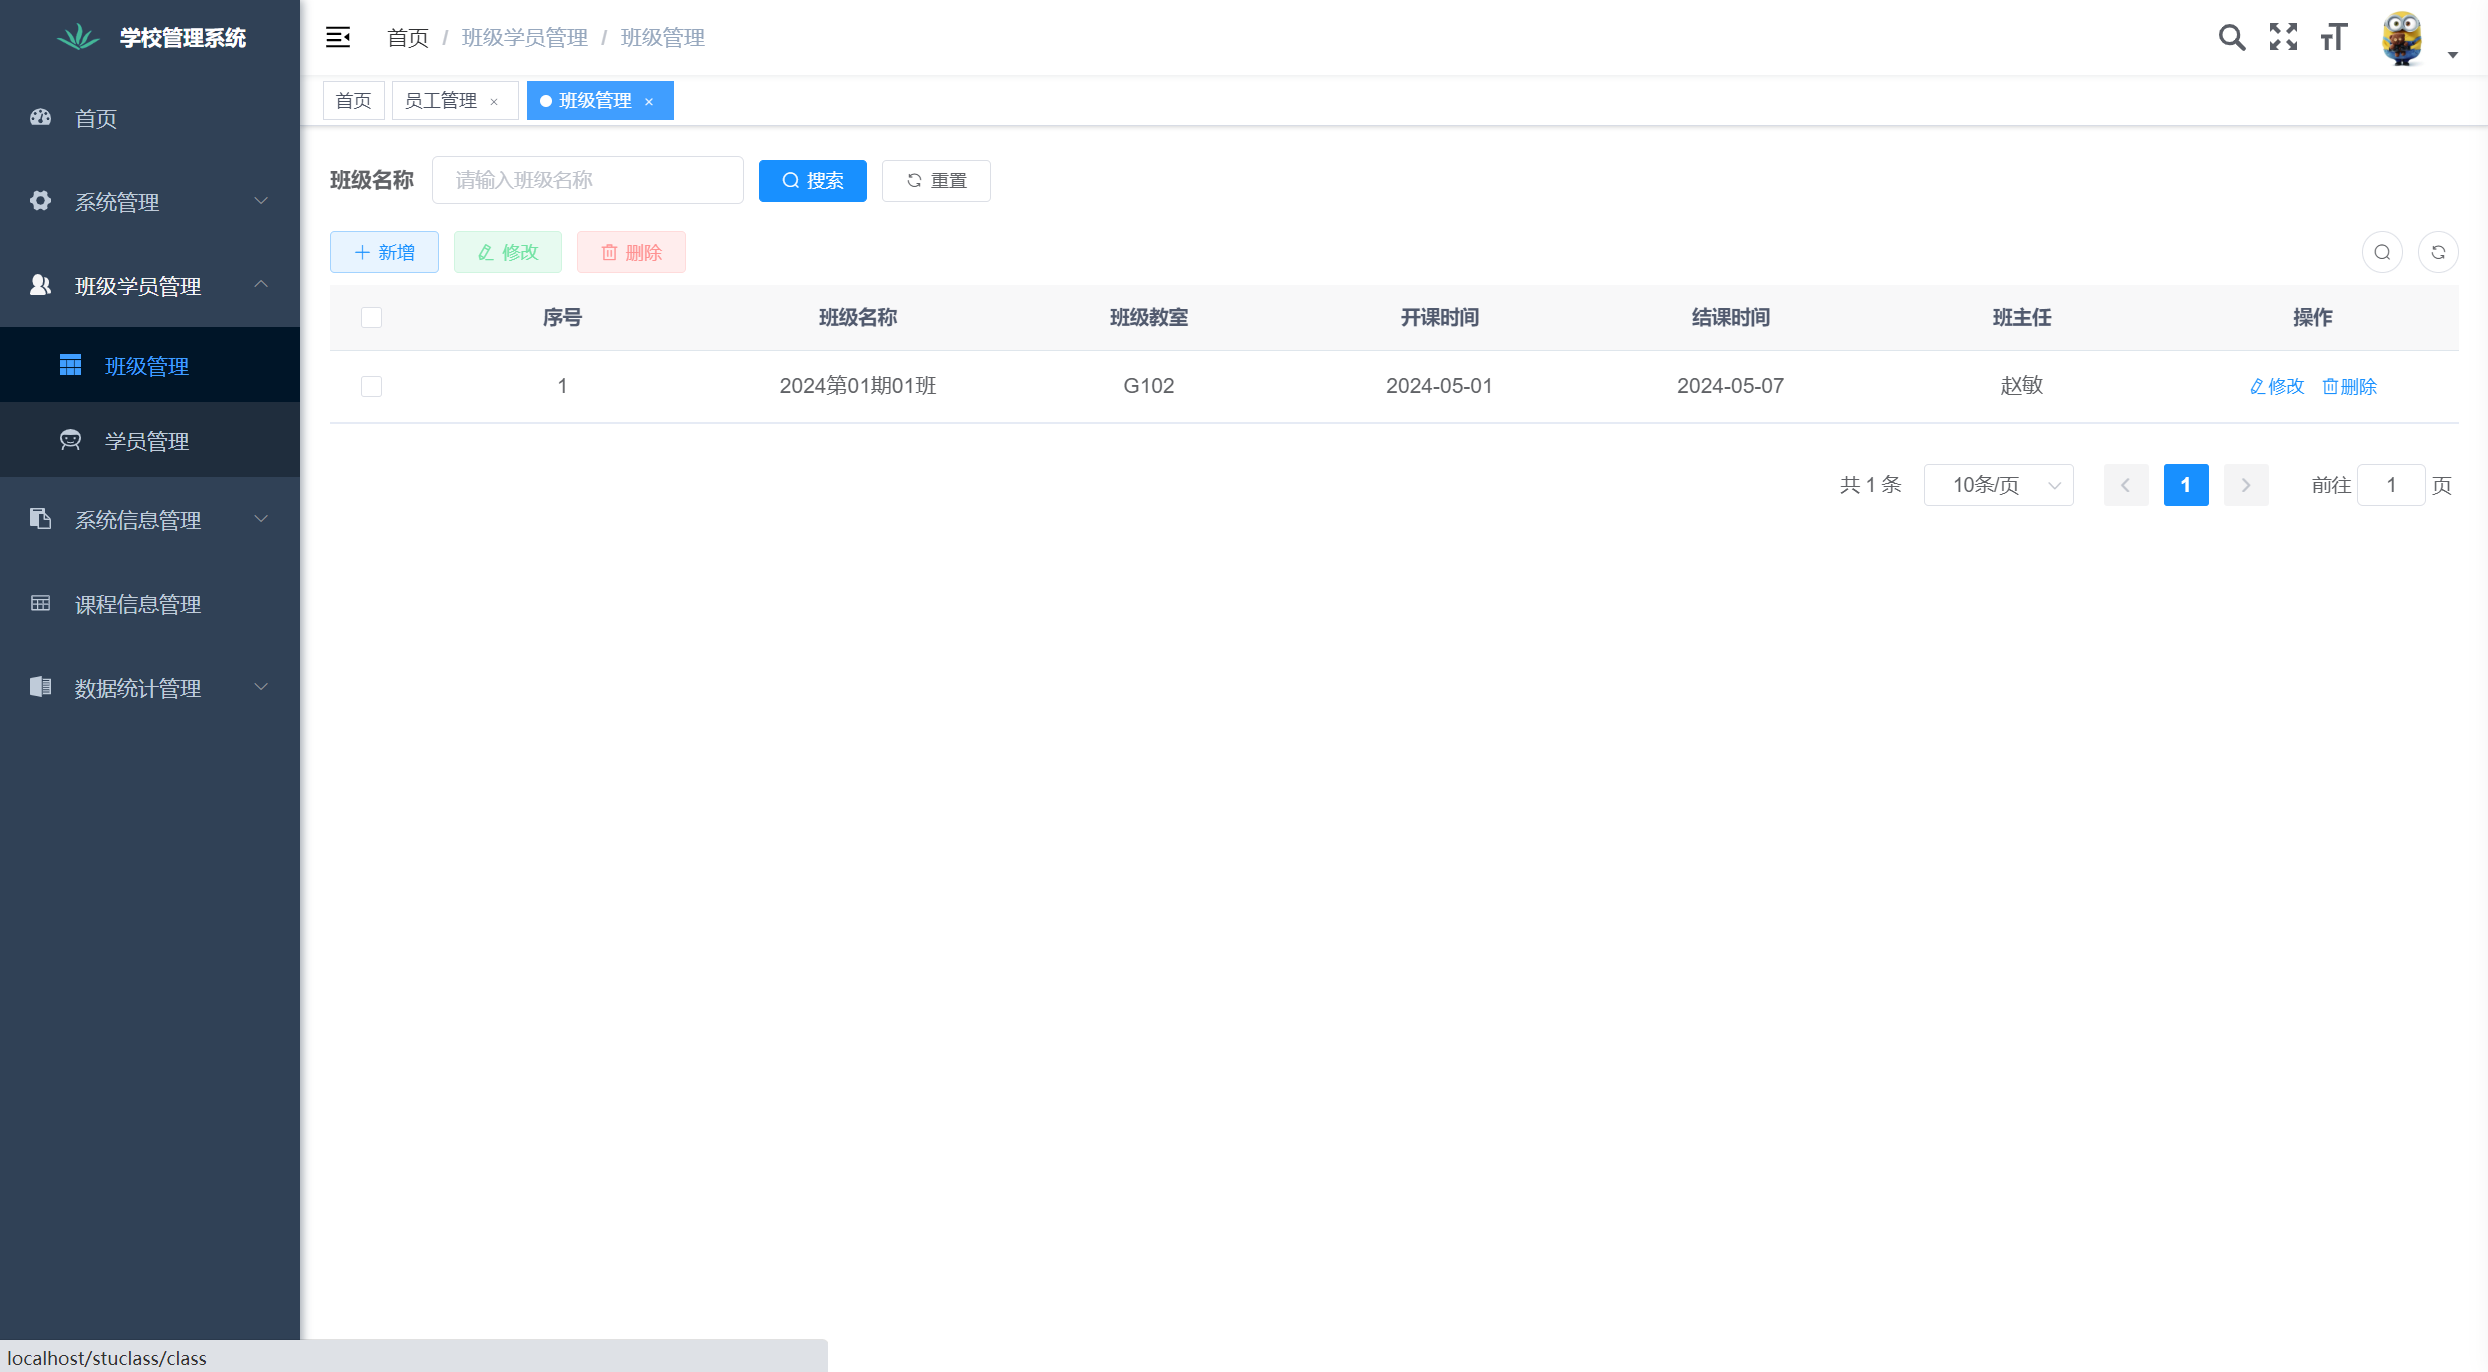 学校管理系统
首页
系统管理
班级学员管理
班级管理
学员管理
系统信息管理
课程信息管理
数据统计管理
首页 / 班级学员管理 / 班级管理
首页 员工管理 × 班级管理 ×
班级名称 请输入班级名称 搜索 重置
新增 修改 删除
序号 班级名称 班级教室 开课时间 结课时间 班主任 操作
1 2024第01期01班 G102 2024-05-01 2024-05-07 赵敏 修改 删除
共 1 条 10条/页 1 前往 1 页
localhost/stuclass/class